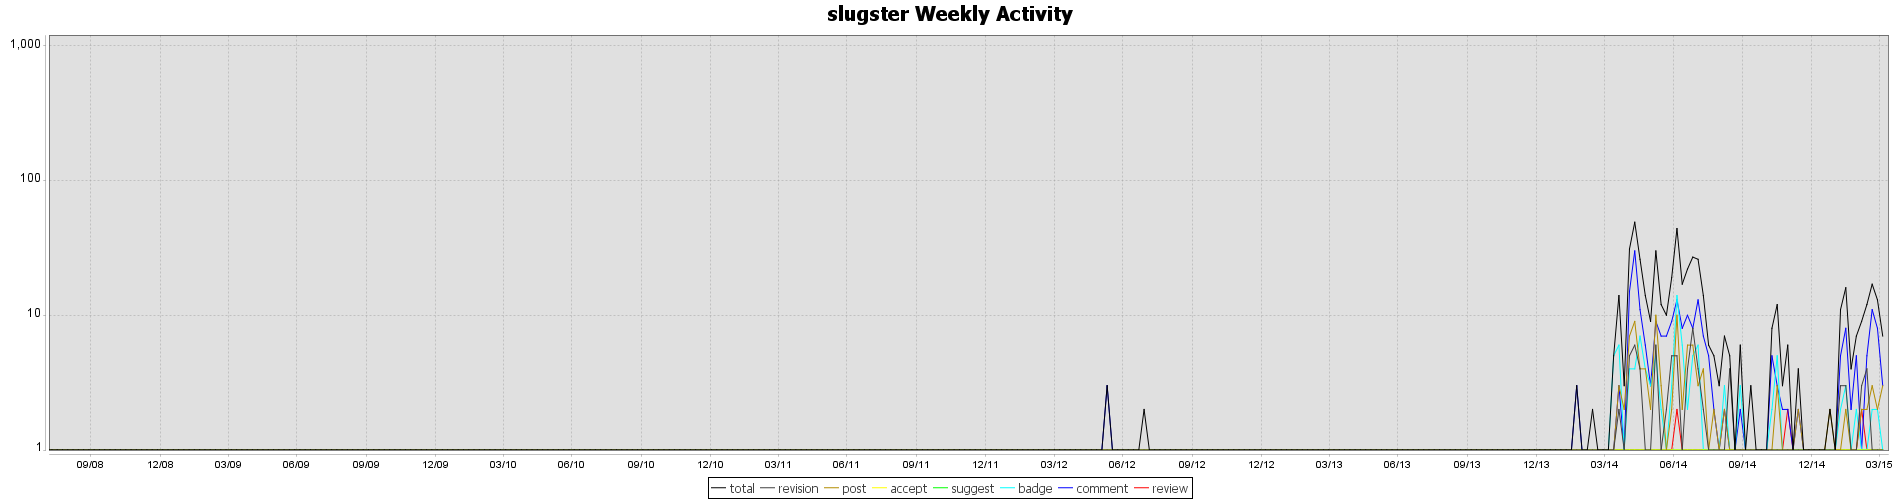 slugster Weekly Activity
1,000
100
10
1
09/08 12/08 03/09 06/09 09/09 12/09 03/10 06/10 09/10 12/10 03/11 06/11 09/11 12/11 03/12 06/12 09/12 12/12 03/13 06/13 09/13 12/13 03/14 06/14 09/14 12/14 03/15
total revision post accept suggest badge comment review